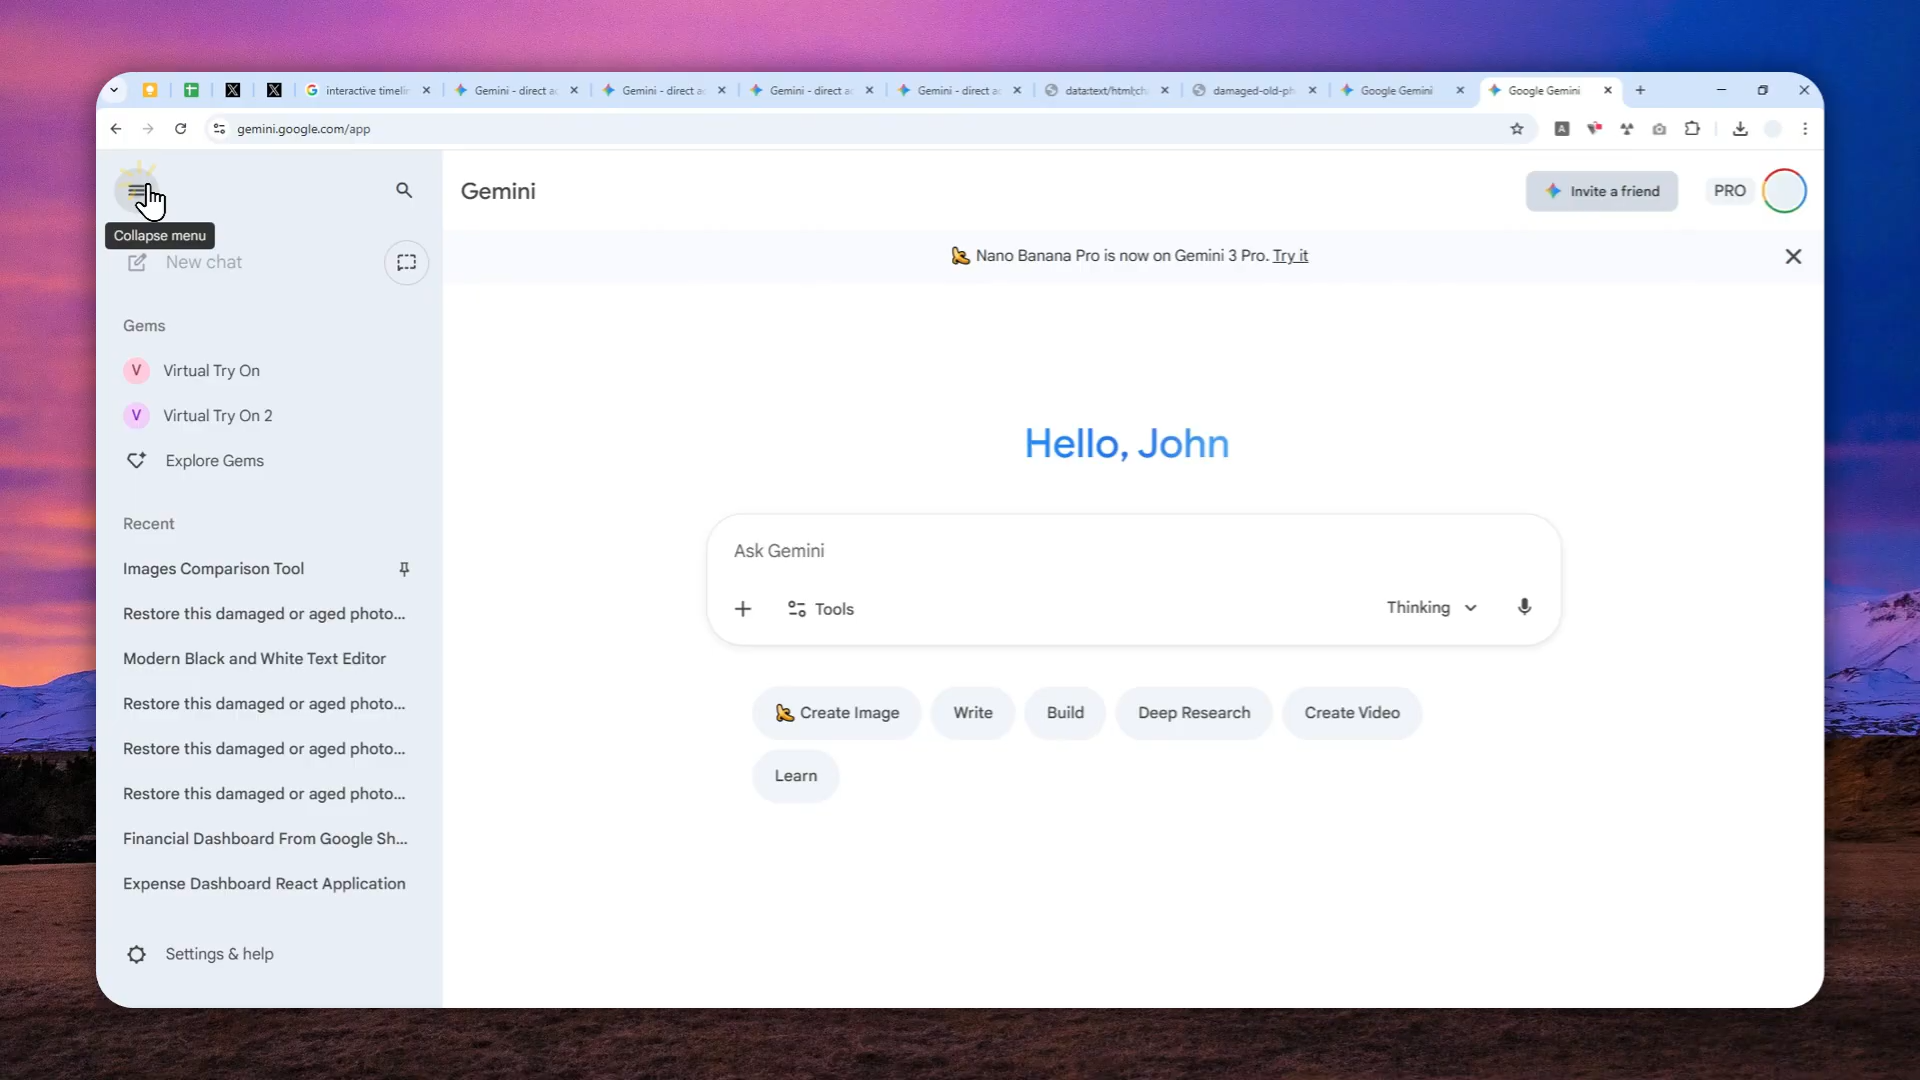 interactive timelin
Gemini - direct ac
Gemini - direct ac
Gemini - direct ac
Gemini - direct ac
data:text/html;ch
damaged-old-ph
Google Gemini
Google Gemini
gemini.google.com/app
A
Gemini
Invite a friend
PRO
Collapse menu
Nano Banana Pro is now on Gemini 3 Pro. Try it
New chat
Gems
V Virtual Try On
V Virtual Try On 2
Explore Gems
Recent
Images Comparison Tool
Restore this damaged or aged photo...
Modern Black and White Text Editor
Restore this damaged or aged photo...
Restore this damaged or aged photo...
Restore this damaged or aged photo...
Financial Dashboard From Google Sh...
Expense Dashboard React Application
Settings & help
Hello, John
Ask Gemini
Tools
Thinking
Create Image
Write
Build
Deep Research
Create Video
Learn